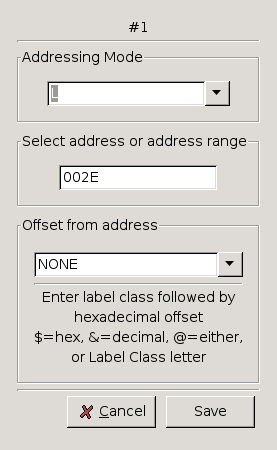 #1
Addressing Mode
Select address or address range
002E
Offset from address
NONE
Enter label class followed by
hexadecimal offset
$=hex, &=decimal, @=either,
or Label Class letter
Cancel
Save